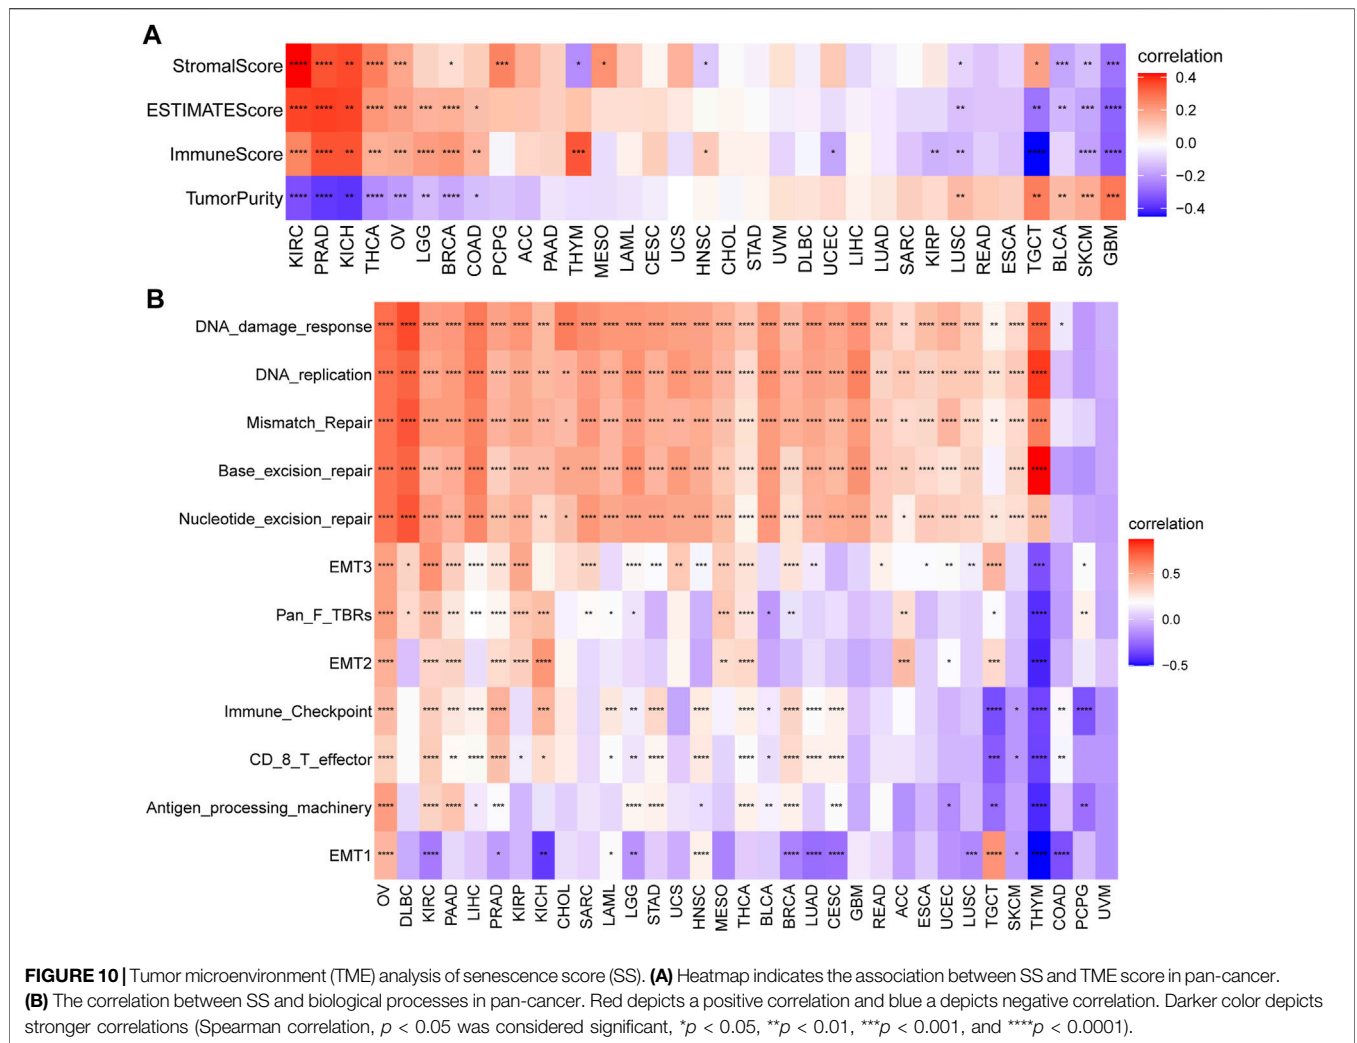 A
StromalScore **** **** ** **** *** * *** * * * * * *** ** ***
ESTIMATEScore **** **** ** **** *** *** **** * ** ** ** *** ****
ImmuneScore **** **** ** *** *** **** **** ** *** * * ** ** **** **** ****
TumorPurity **** **** ** **** *** ** **** * ** ** ** *** ***
KIRC PRAD KICH THCA OV LGG BRCA COAD PCPG ACC PAAD THYM MESO LAML CESC UCS HNSC CHOL STAD UVM DLBC UCEC LIHC LUAD SARC KIRP LUSC READ ESCA TGCT BLCA SKCM GBM
correlation
0.4
0.2
0.0
−0.2
−0.4
B
DNA_damage_response
DNA_replication
Mismatch_Repair
Base_excision_repair
Nucleotide_excision_repair
EMT3
Pan_F_TBRs
EMT2
Immune_Checkpoint
CD_8_T_effector
Antigen_processing_machinery
EMT1
OV DLBC KIRC PAAD LIHC PRAD KIRP KICH CHOL SARC LAML LGG STAD UCS HNSC MESO THCA BLCA BRCA LUAD CESC GBM READ ACC ESCA UCEC LUSC TGCT SKCM THYM COAD PCPG UVM
correlation
0.5
0.0
−0.5
FIGURE 10 | Tumor microenvironment (TME) analysis of senescence score (SS). (A) Heatmap indicates the association between SS and TME score in pan-cancer.
(B) The correlation between SS and biological processes in pan-cancer. Red depicts a positive correlation and blue a depicts negative correlation. Darker color depicts
stronger correlations (Spearman correlation, p < 0.05 was considered significant, *p < 0.05, **p < 0.01, ***p < 0.001, and ****p < 0.0001).